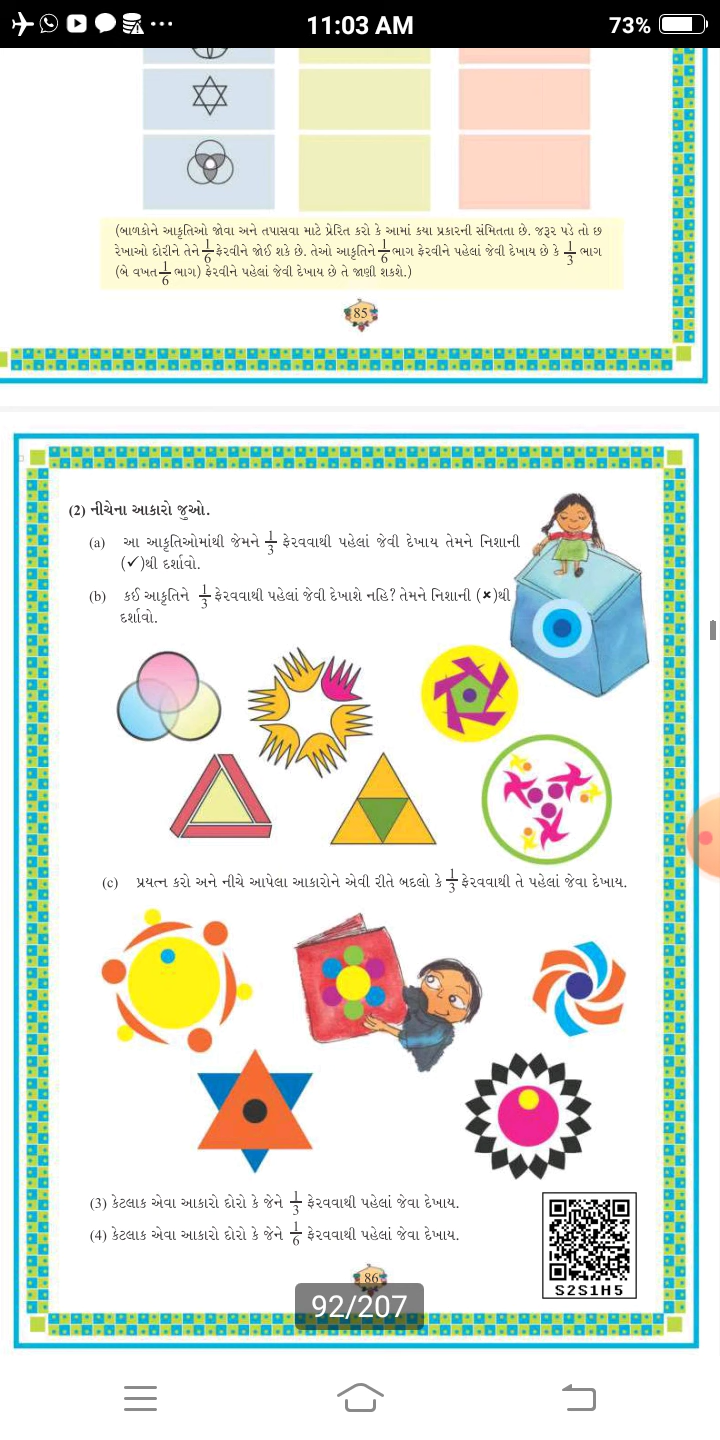 11:03 AM
73%
(બાળકોને આકૃતિઓ જોવા અને તપાસવા માટે પ્રેરિત કરો કે આમાં કયા પ્રકારની સંમિતતા છે. જરૂર પડે તો છ
રેખાઓ દોરીને તેને 1/6 ફેરવીને જોઈ શકે છે. તેઓ આકૃતિને 1/6 ભાગ ફેરવીને પહેલાં જેવી દેખાય છે કે 1/3 ભાગ
(બે વખત 1/6 ભાગ) ફેરવીને પહેલાં જેવી દેખાય છે તે જાણી શકશે.)
85
(2) નીચેના આકારો જુઓ.
(a) આ આકૃતિઓમાંથી જેમને 1/3 ફેરવવાથી પહેલાં જેવી દેખાય તેમને નિશાની
(✓)થી દર્શાવો.
(b) કઈ આકૃતિને 1/3 ફેરવવાથી પહેલાં જેવી દેખાશે નહિ? તેમને નિશાની (×)થી
દર્શાવો.
(c) પ્રયત્ન કરો અને નીચે આપેલા આકારોને એવી રીતે બદલો કે 1/3 ફેરવવાથી તે પહેલાં જેવા દેખાય.
(3) કેટલાક એવા આકારો દોરો કે જેને 1/3 ફેરવવાથી પહેલાં જેવા દેખાય.
(4) કેટલાક એવા આકારો દોરો કે જેને 1/6 ફેરવવાથી પહેલાં જેવા દેખાય.
S2S1H5
86
92/207